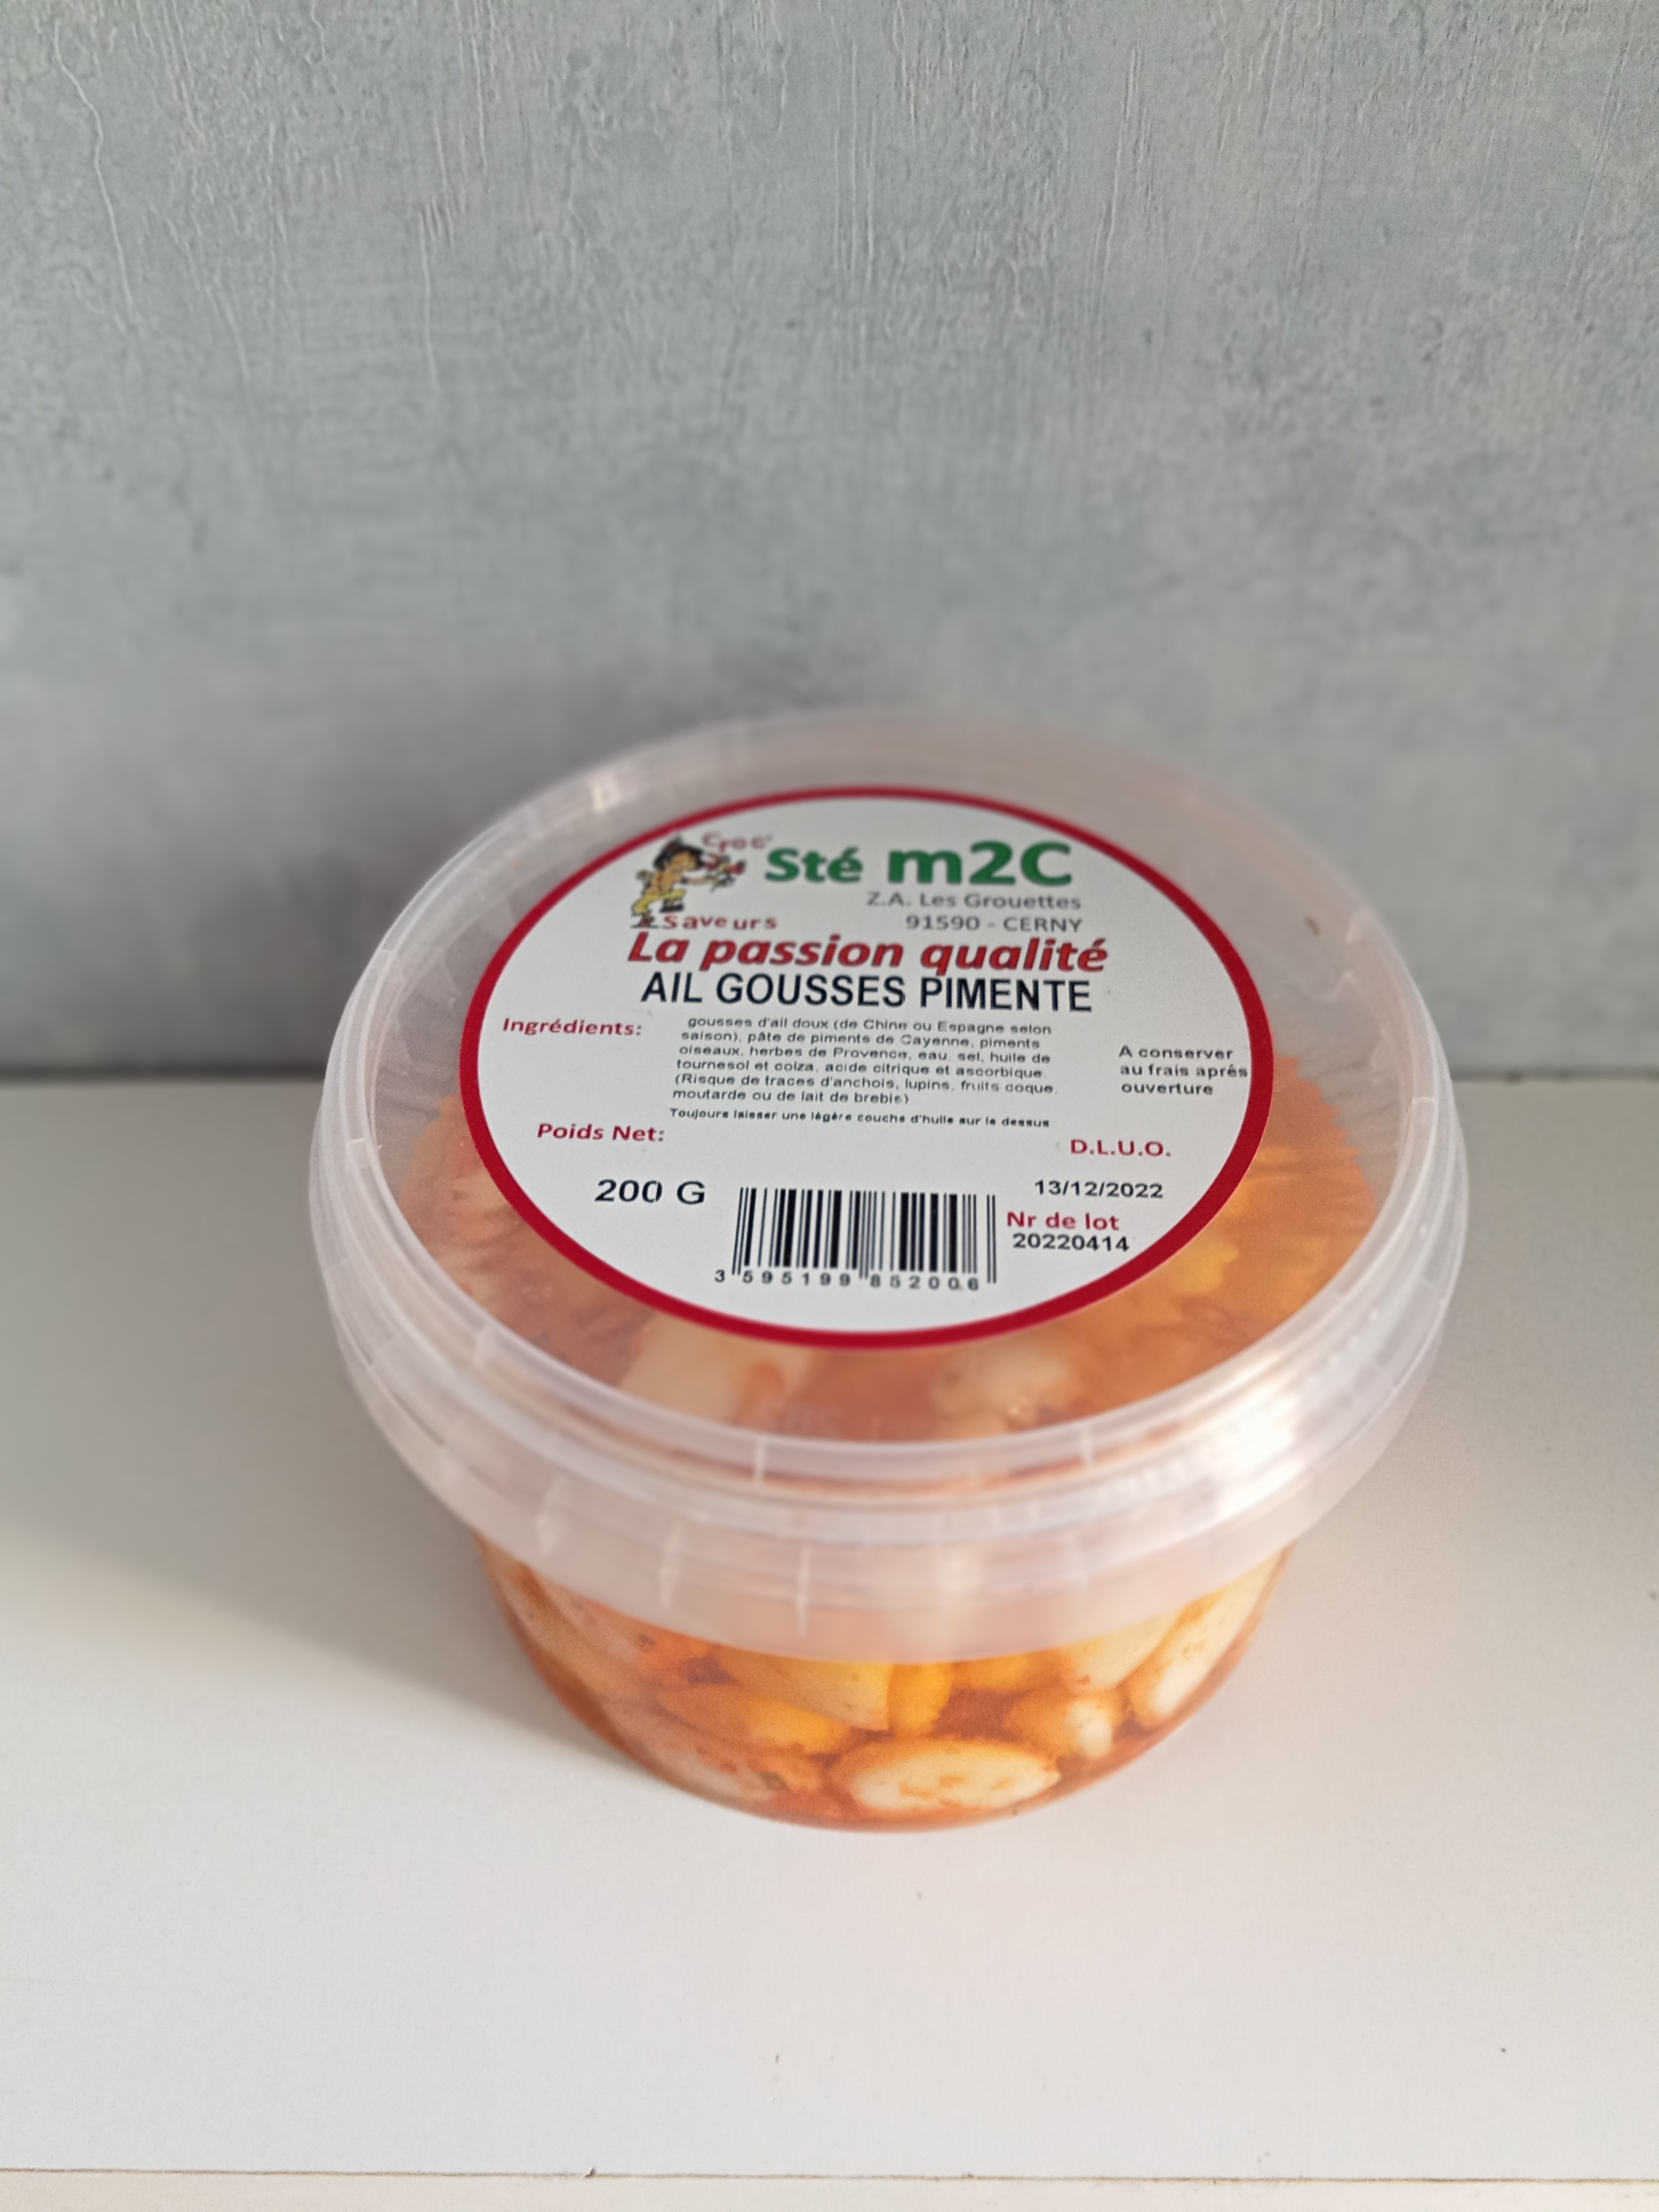 Croc'
Saveurs
Sté m2C
Z.A. Les Grouettes
91590 - CERNY
La passion qualité
AIL GOUSSES PIMENTE
Ingrédients:
gousses d'ail doux (de Chine ou Espagne selon
saison), pâte de piments de Cayenne, piments
oiseaux, herbes de Provence, eau, sel, huile de
tournesol et colza, acide citrique et ascorbique.
(Risque de traces d'anchois, lupins, fruits coque,
moutarde ou de lait de brebis)
Toujours laisser une légère couche d'huile sur le dessus
A conserver
au frais aprés
ouverture
Poids Net:
200 G
D.L.U.O.
13/12/2022
Nr de lot
20220414
3 595199 852006